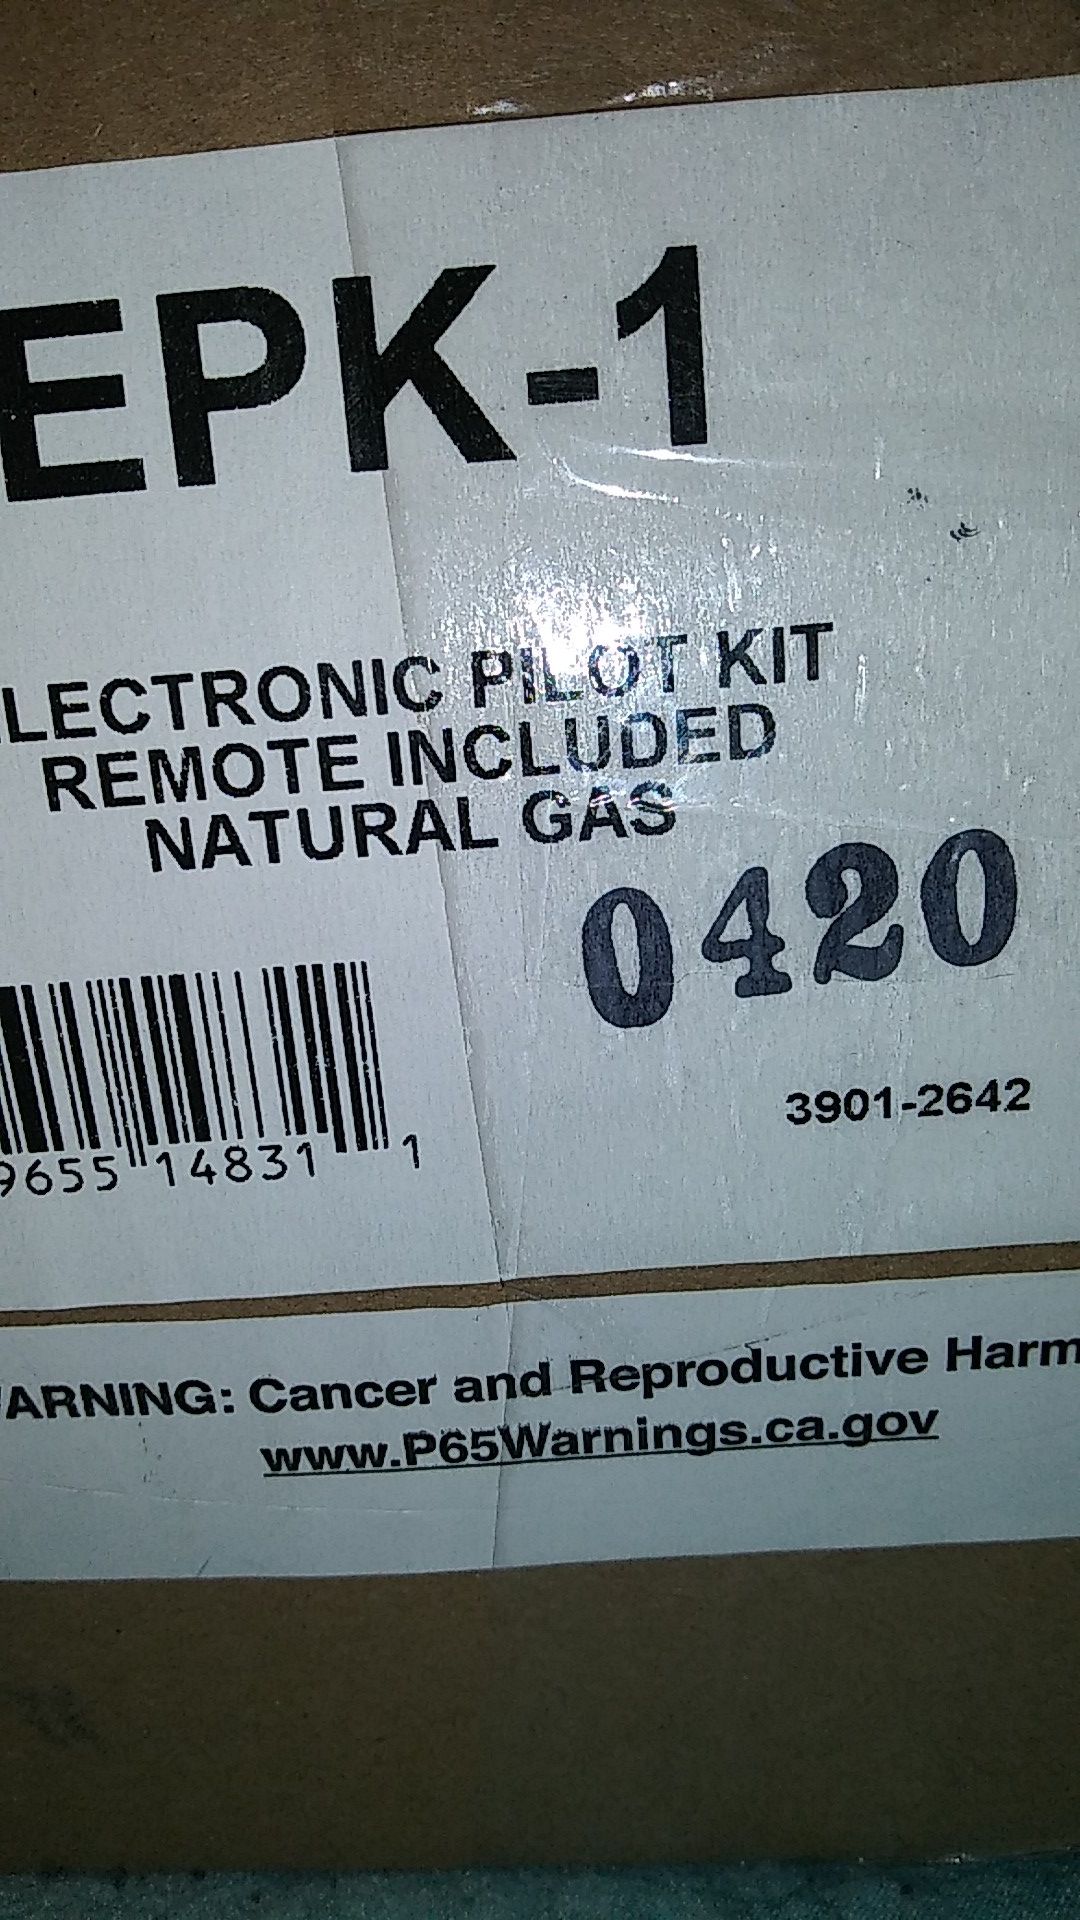 EPK-1
LECTRONIC PILOT KIT
REMOTE INCLUDED
NATURAL GAS
0420
3901-2642
9655 14831 1
ARNING: Cancer and Reproductive Harm
www.P65Warnings.ca.gov